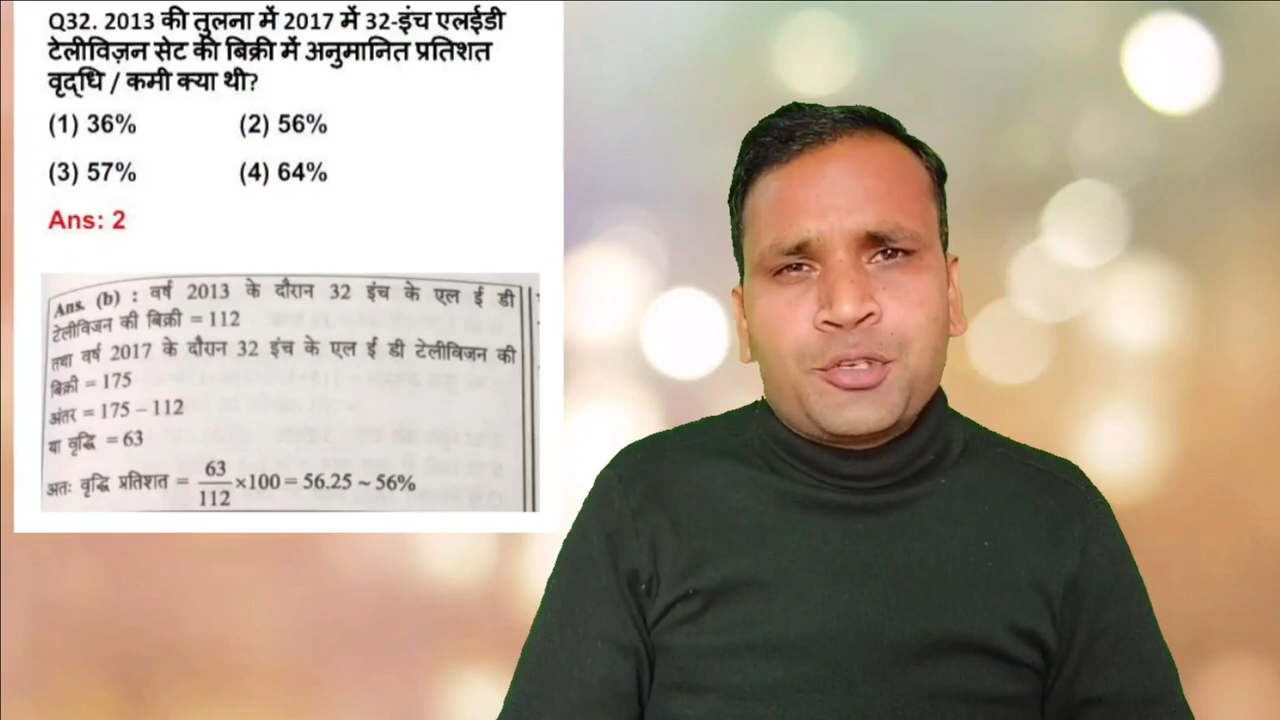 Q32. 2013 की तुलना में 2017 में 32-इंच एलईडी
टेलीविज़न सेट की बिक्री में अनुमानित प्रतिशत
वृद्धि / कमी क्या थी?
(1) 36% (2) 56%
(3) 57% (4) 64%
Ans: 2
Ans. (b) : वर्ष 2013 के दौरान 32 इंच के एल ई डी
टेलीविजन की बिक्री = 112
तथा वर्ष 2017 के दौरान 32 इंच के एल ई डी टेलीविजन की
बिक्री = 175
अंतर = 175 – 112
या वृद्धि = 63
अतः वृद्धि प्रतिशत = 63/112 ×100 = 56.25 ~ 56%